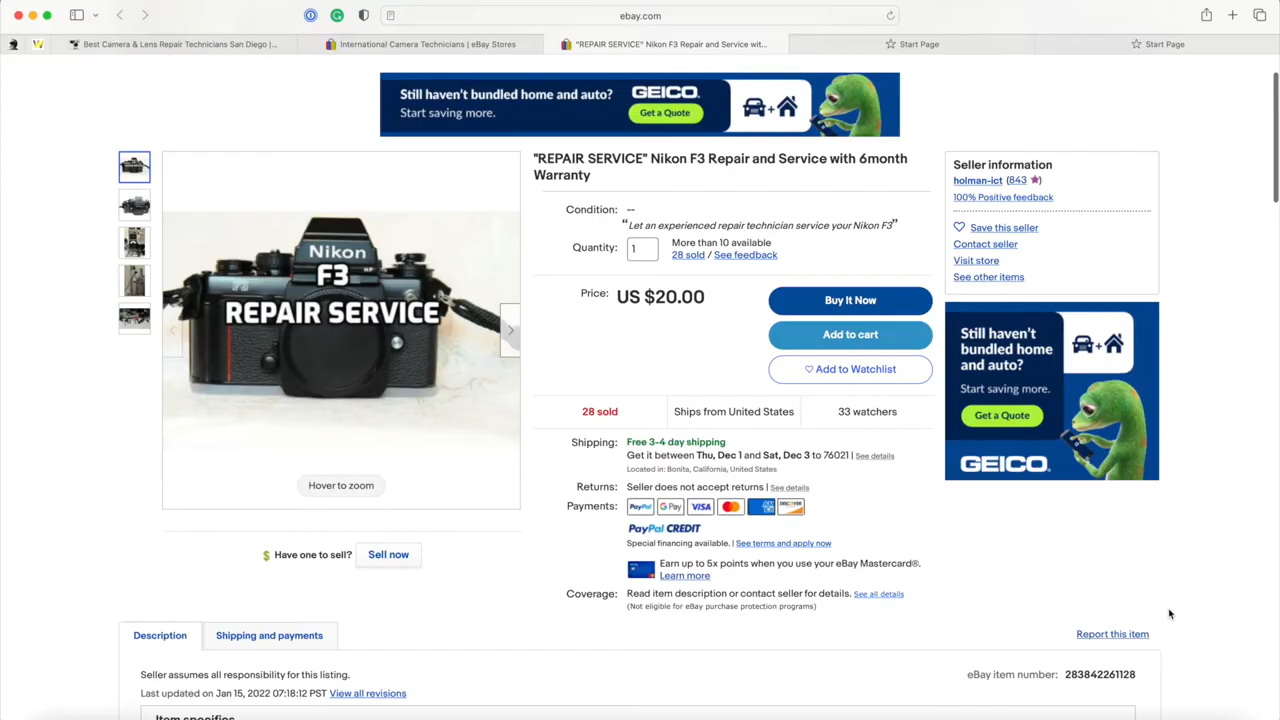 ebay.com
Best Camera & Lens Repair Technicians San Diego |...
International Camera Technicians | eBay Stores
"REPAIR SERVICE" Nikon F3 Repair and Service wit...
Start Page
Start Page
Still haven't bundled home and auto?
Start saving more.
GEICO.
Get a Quote
Nikon
F3
REPAIR SERVICE
Hover to zoom
Have one to sell?
Sell now
"REPAIR SERVICE" Nikon F3 Repair and Service with 6month
Warranty
Condition: --
“Let an experienced repair technician service your Nikon F3”
Quantity: 1
More than 10 available
28 sold / See feedback
Price: US $20.00
Buy It Now
Add to cart
Add to Watchlist
28 sold
Ships from United States
33 watchers
Shipping: Free 3-4 day shipping
Get it between Thu, Dec 1 and Sat, Dec 3 to 76021 | See details
Located in: Bonita, California, United States
Returns: Seller does not accept returns | See details
Payments: PayPal G Pay VISA DISCOVER
PayPal CREDIT
Special financing available. | See terms and apply now
Earn up to 5x points when you use your eBay Mastercard®.
Learn more
Coverage: Read item description or contact seller for details. See all details
(Not eligible for eBay purchase protection programs)
Seller information
holman-ict (843 )
100% Positive feedback
Save this seller
Contact seller
Visit store
See other items
Still haven't
bundled home
and auto?
Start saving more.
Get a Quote
GEICO.
Report this item
Description
Shipping and payments
Seller assumes all responsibility for this listing.
Last updated on Jan 15, 2022 07:18:12 PST View all revisions
eBay item number: 283842261128
Item specifics